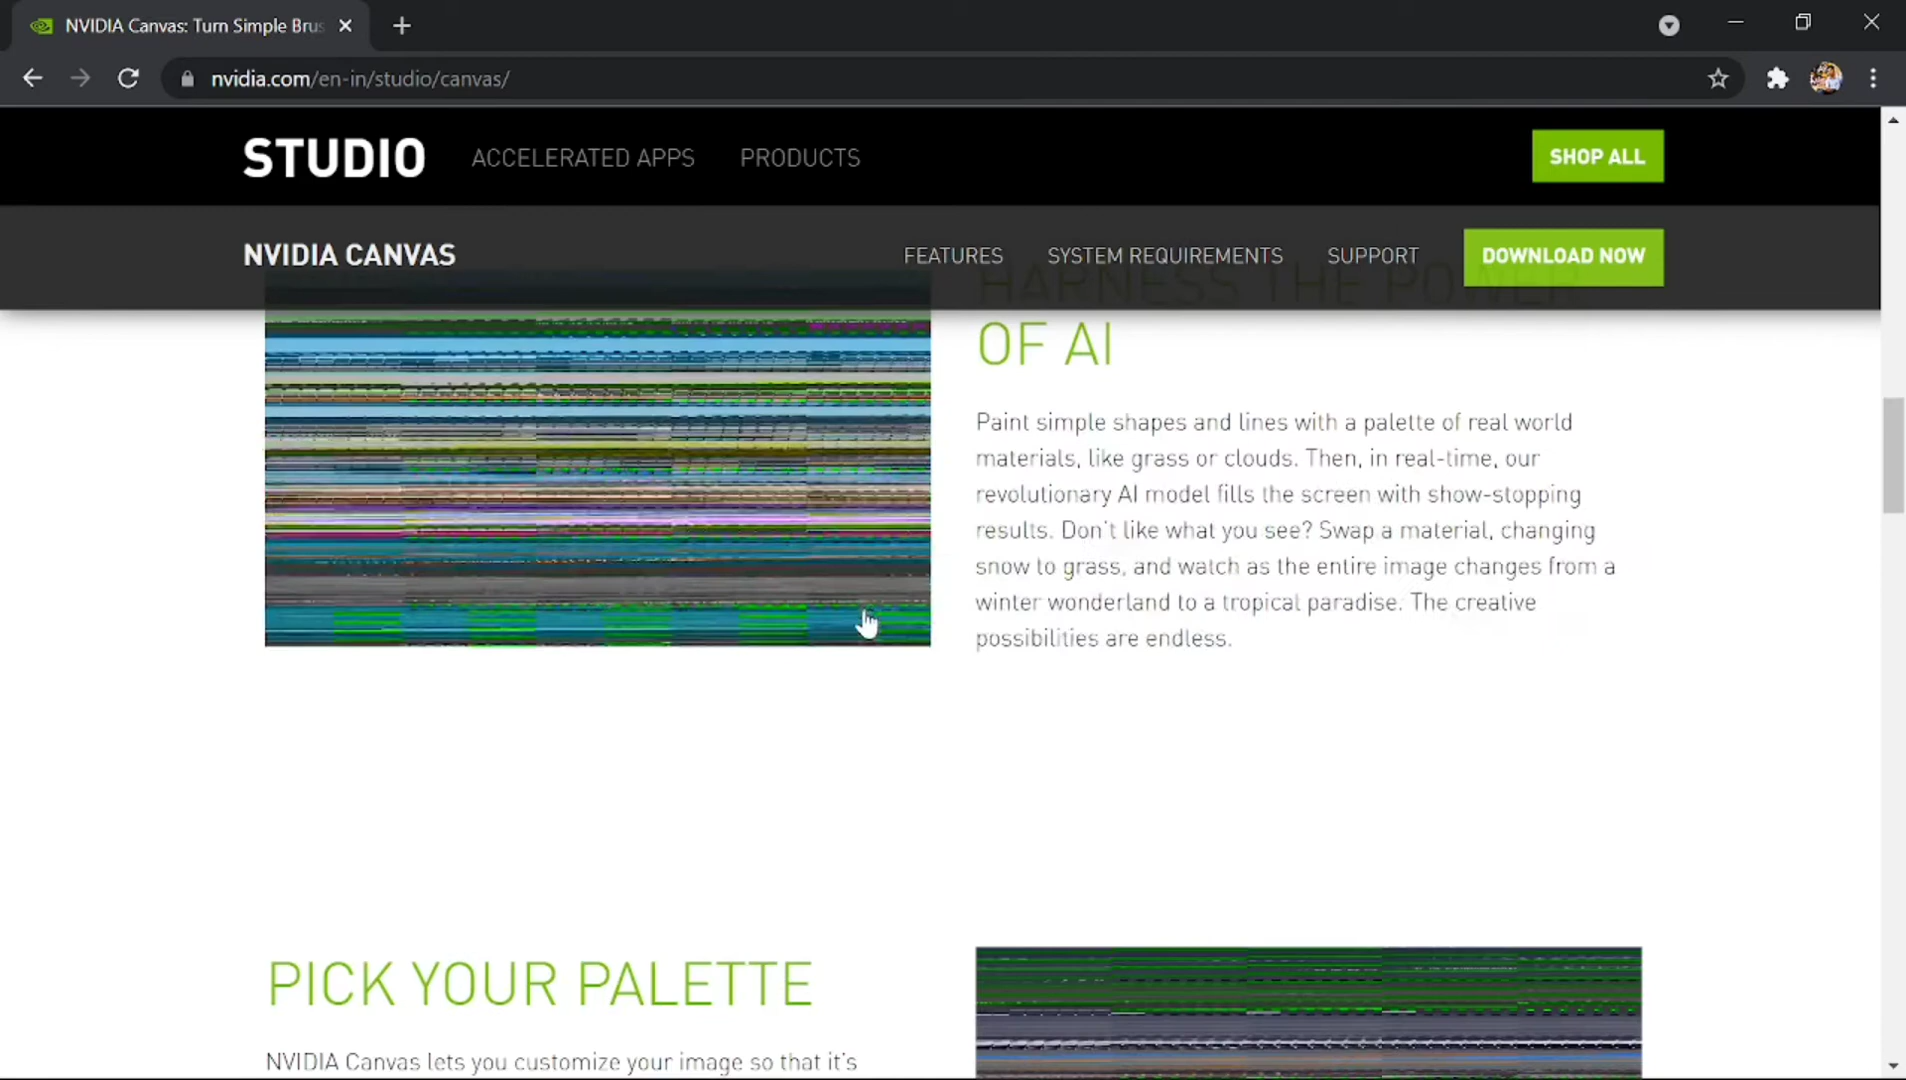 NVIDIA Canvas: Turn Simple Brus
nvidia.com/en-in/studio/canvas/
STUDIO
ACCELERATED APPS
PRODUCTS
SHOP ALL
NVIDIA CANVAS
FEATURES
SYSTEM REQUIREMENTS
SUPPORT
DOWNLOAD NOW
HARNESS THE POWER
OF AI
Paint simple shapes and lines with a palette of real world
materials, like grass or clouds. Then, in real-time, our
revolutionary AI model fills the screen with show-stopping
results. Don't like what you see? Swap a material, changing
snow to grass, and watch as the entire image changes from a
winter wonderland to a tropical paradise. The creative
possibilities are endless.
PICK YOUR PALETTE
NVIDIA Canvas lets you customize your image so that it's